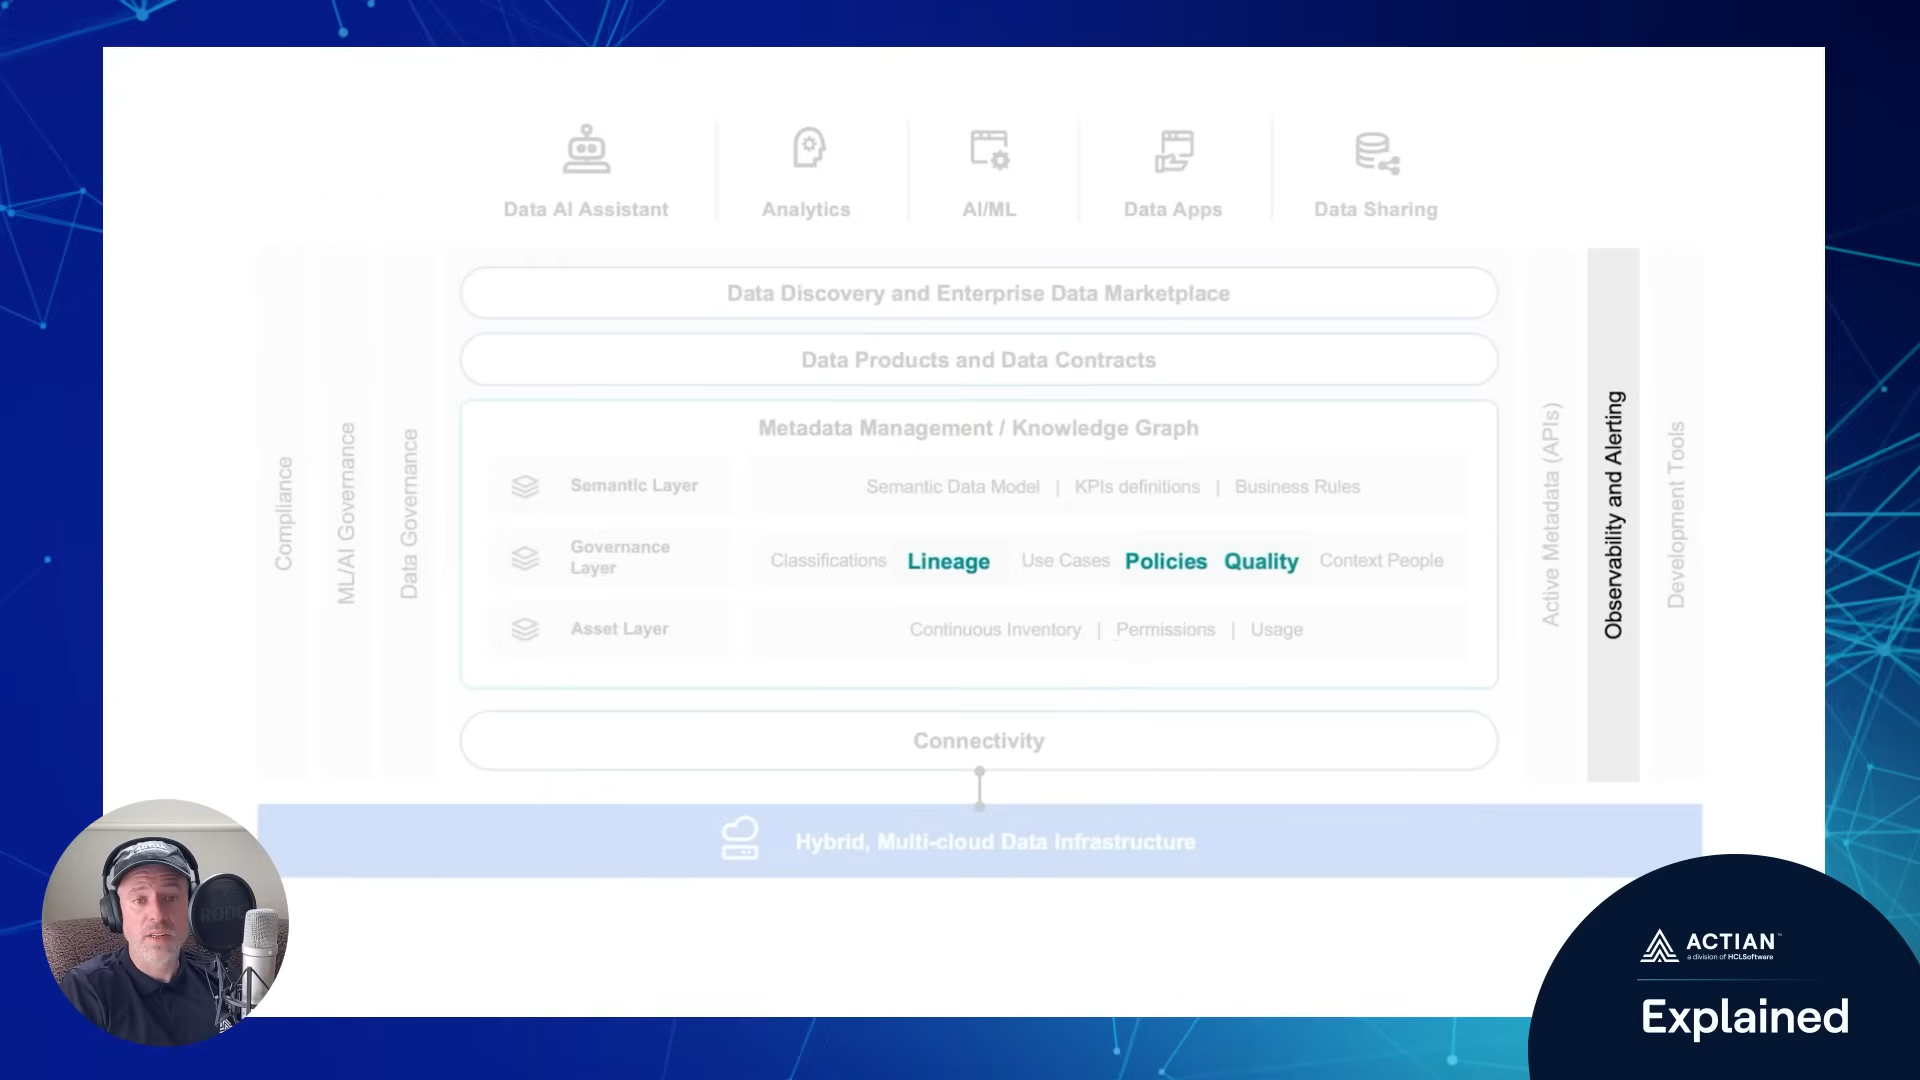 Data AI Assistant
Analytics
AI/ML
Data Apps
Data Sharing
Compliance
ML/AI Governance
Data Governance
Data Discovery and Enterprise Data Marketplace
Data Products and Data Contracts
Metadata Management / Knowledge Graph
Semantic Layer
Semantic Data Model | KPIs definitions | Business Rules
Governance
Layer
Classifications Lineage Use Cases Policies Quality Context People
Asset Layer
Continuous Inventory | Permissions | Usage
Connectivity
Active Metadata (APIs)
Observability and Alerting
Development Tools
Hybrid, Multi-cloud Data Infrastructure
ACTIAN
RØDE
ACTIAN™
a division of HCLSoftware
Explained